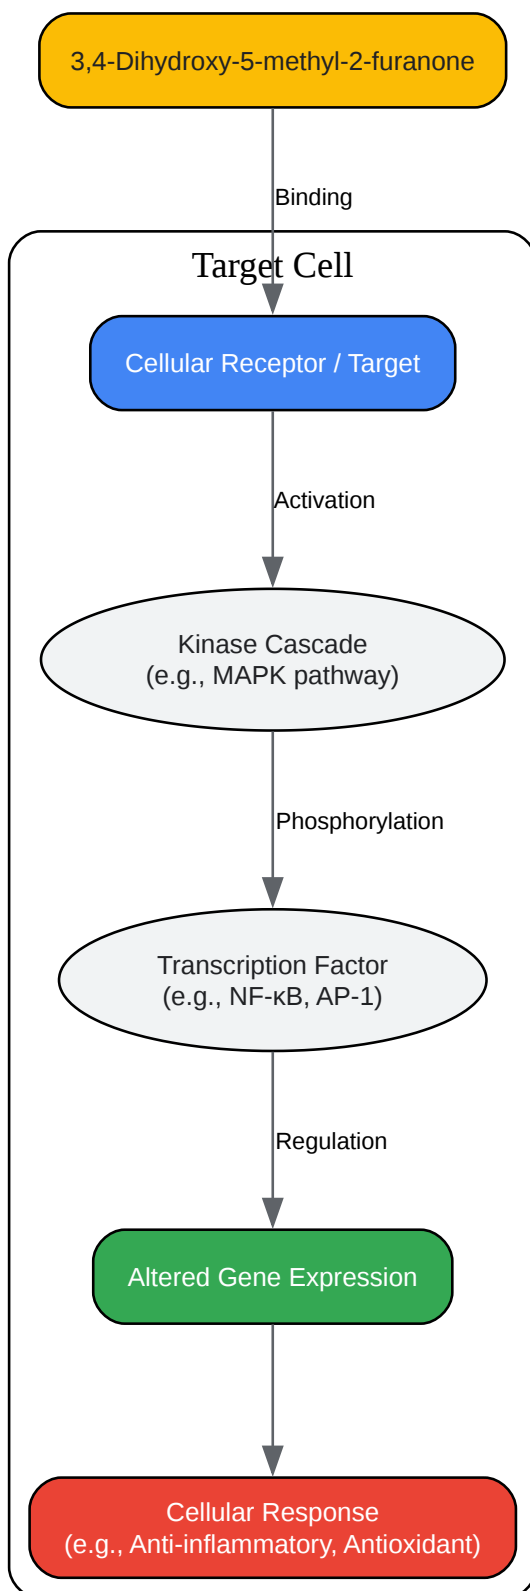 3,4-Dihydroxy-5-methyl-2-furanone
Binding
Target Cell
Cellular Receptor / Target
Activation
Kinase Cascade
(e.g., MAPK pathway)
Phosphorylation
Transcription Factor
(e.g., NF-κB, AP-1)
Regulation
Altered Gene Expression
Cellular Response
(e.g., Anti-inflammatory, Antioxidant)